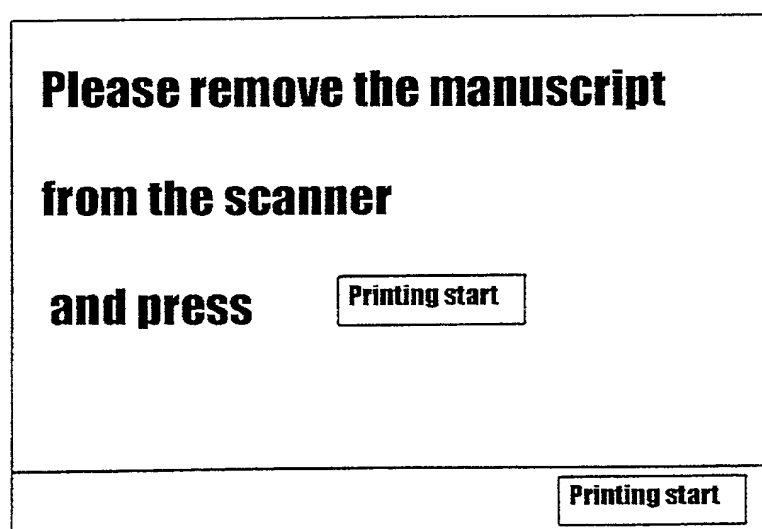 Please remove the manuscript
from the scanner
and press Printing start
Printing start